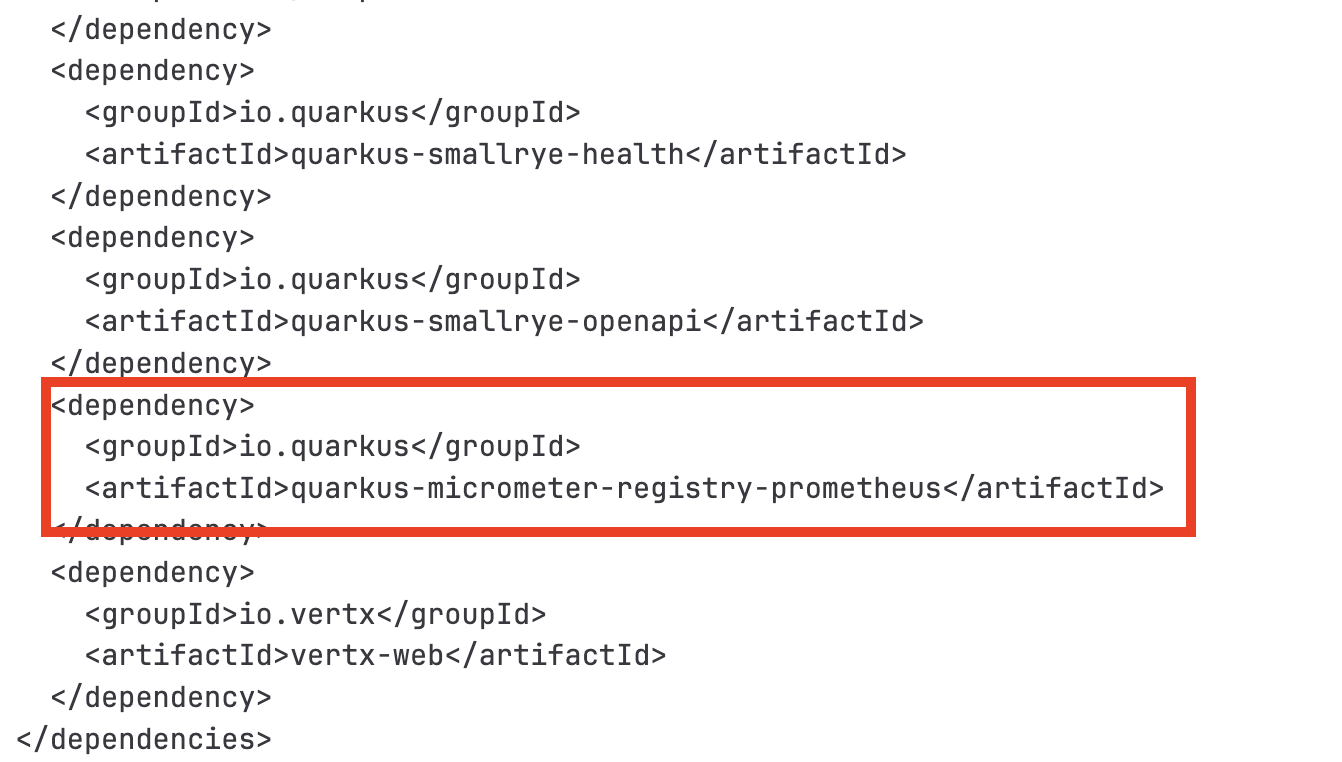 </dependency>
<dependency>
<groupId>io.quarkus</groupId>
<artifactId>quarkus-smallrye-health</artifactId>
</dependency>
<dependency>
<groupId>io.quarkus</groupId>
<artifactId>quarkus-smallrye-openapi</artifactId>
</dependency>
<dependency>
<groupId>io.quarkus</groupId>
<artifactId>quarkus-micrometer-registry-prometheus</artifactId>
</dependency>
<dependency>
<groupId>io.vertx</groupId>
<artifactId>vertx-web</artifactId>
</dependency>
</dependencies>